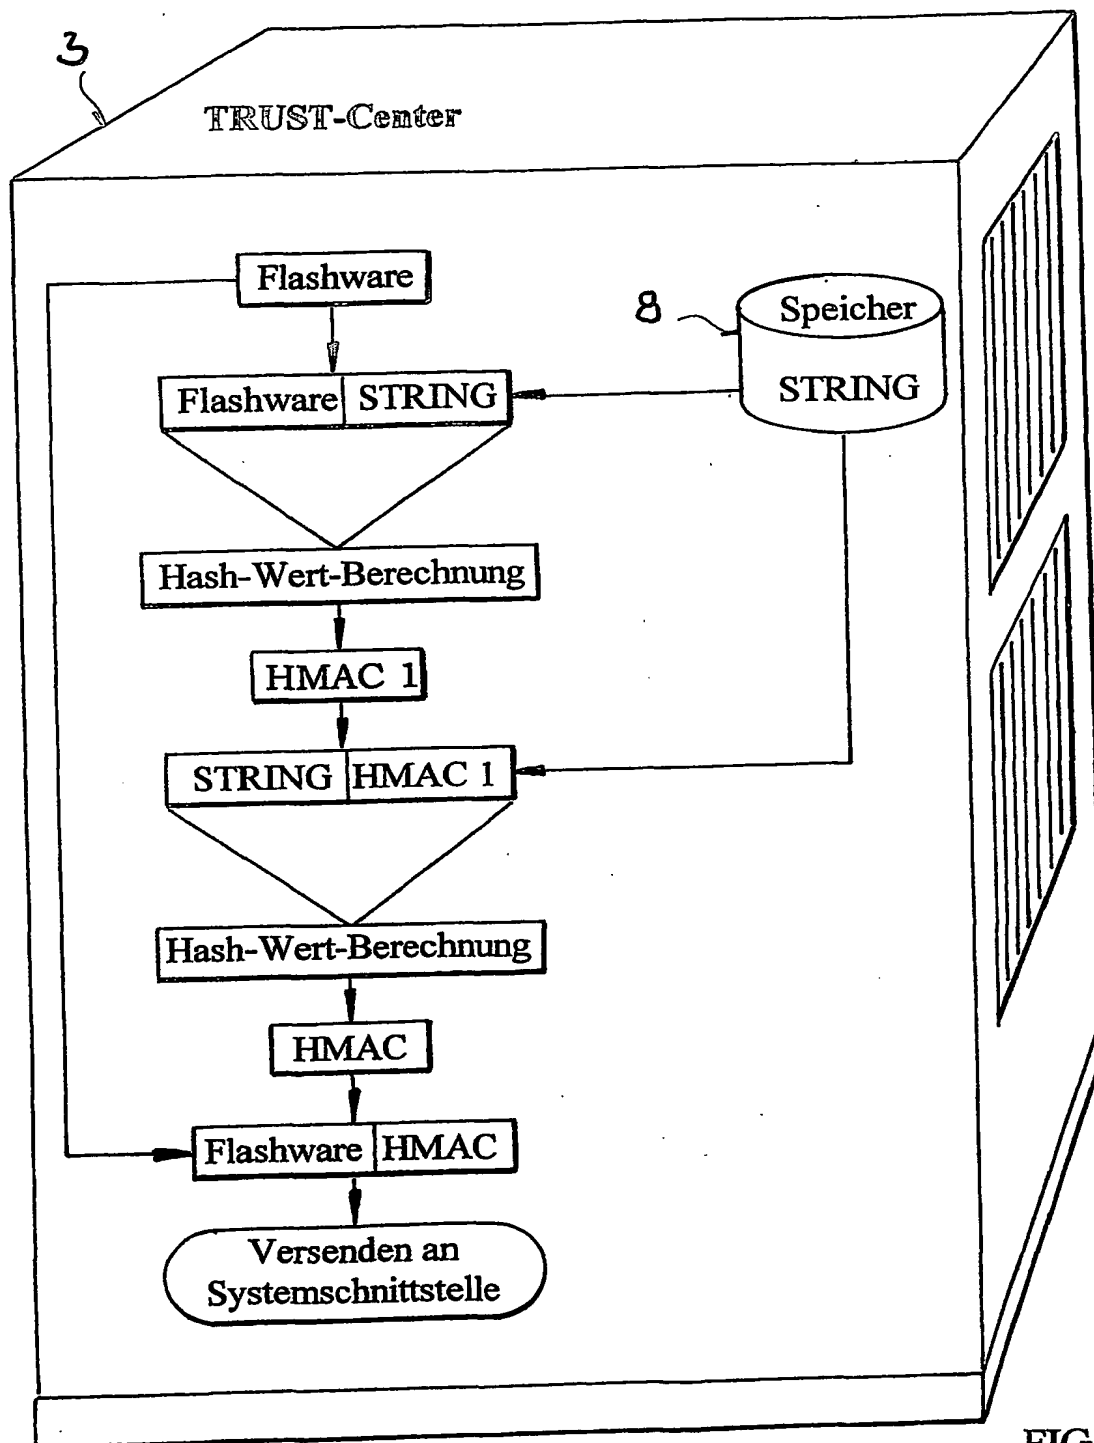 3
TRUST-Center
Flashware
8
Speicher
STRING
Flashware STRING
Hash-Wert-Berechnung
HMAC 1
STRING HMAC 1
Hash-Wert-Berechnung
HMAC
Flashware HMAC
Versenden an
Systemschnittstelle
FIG